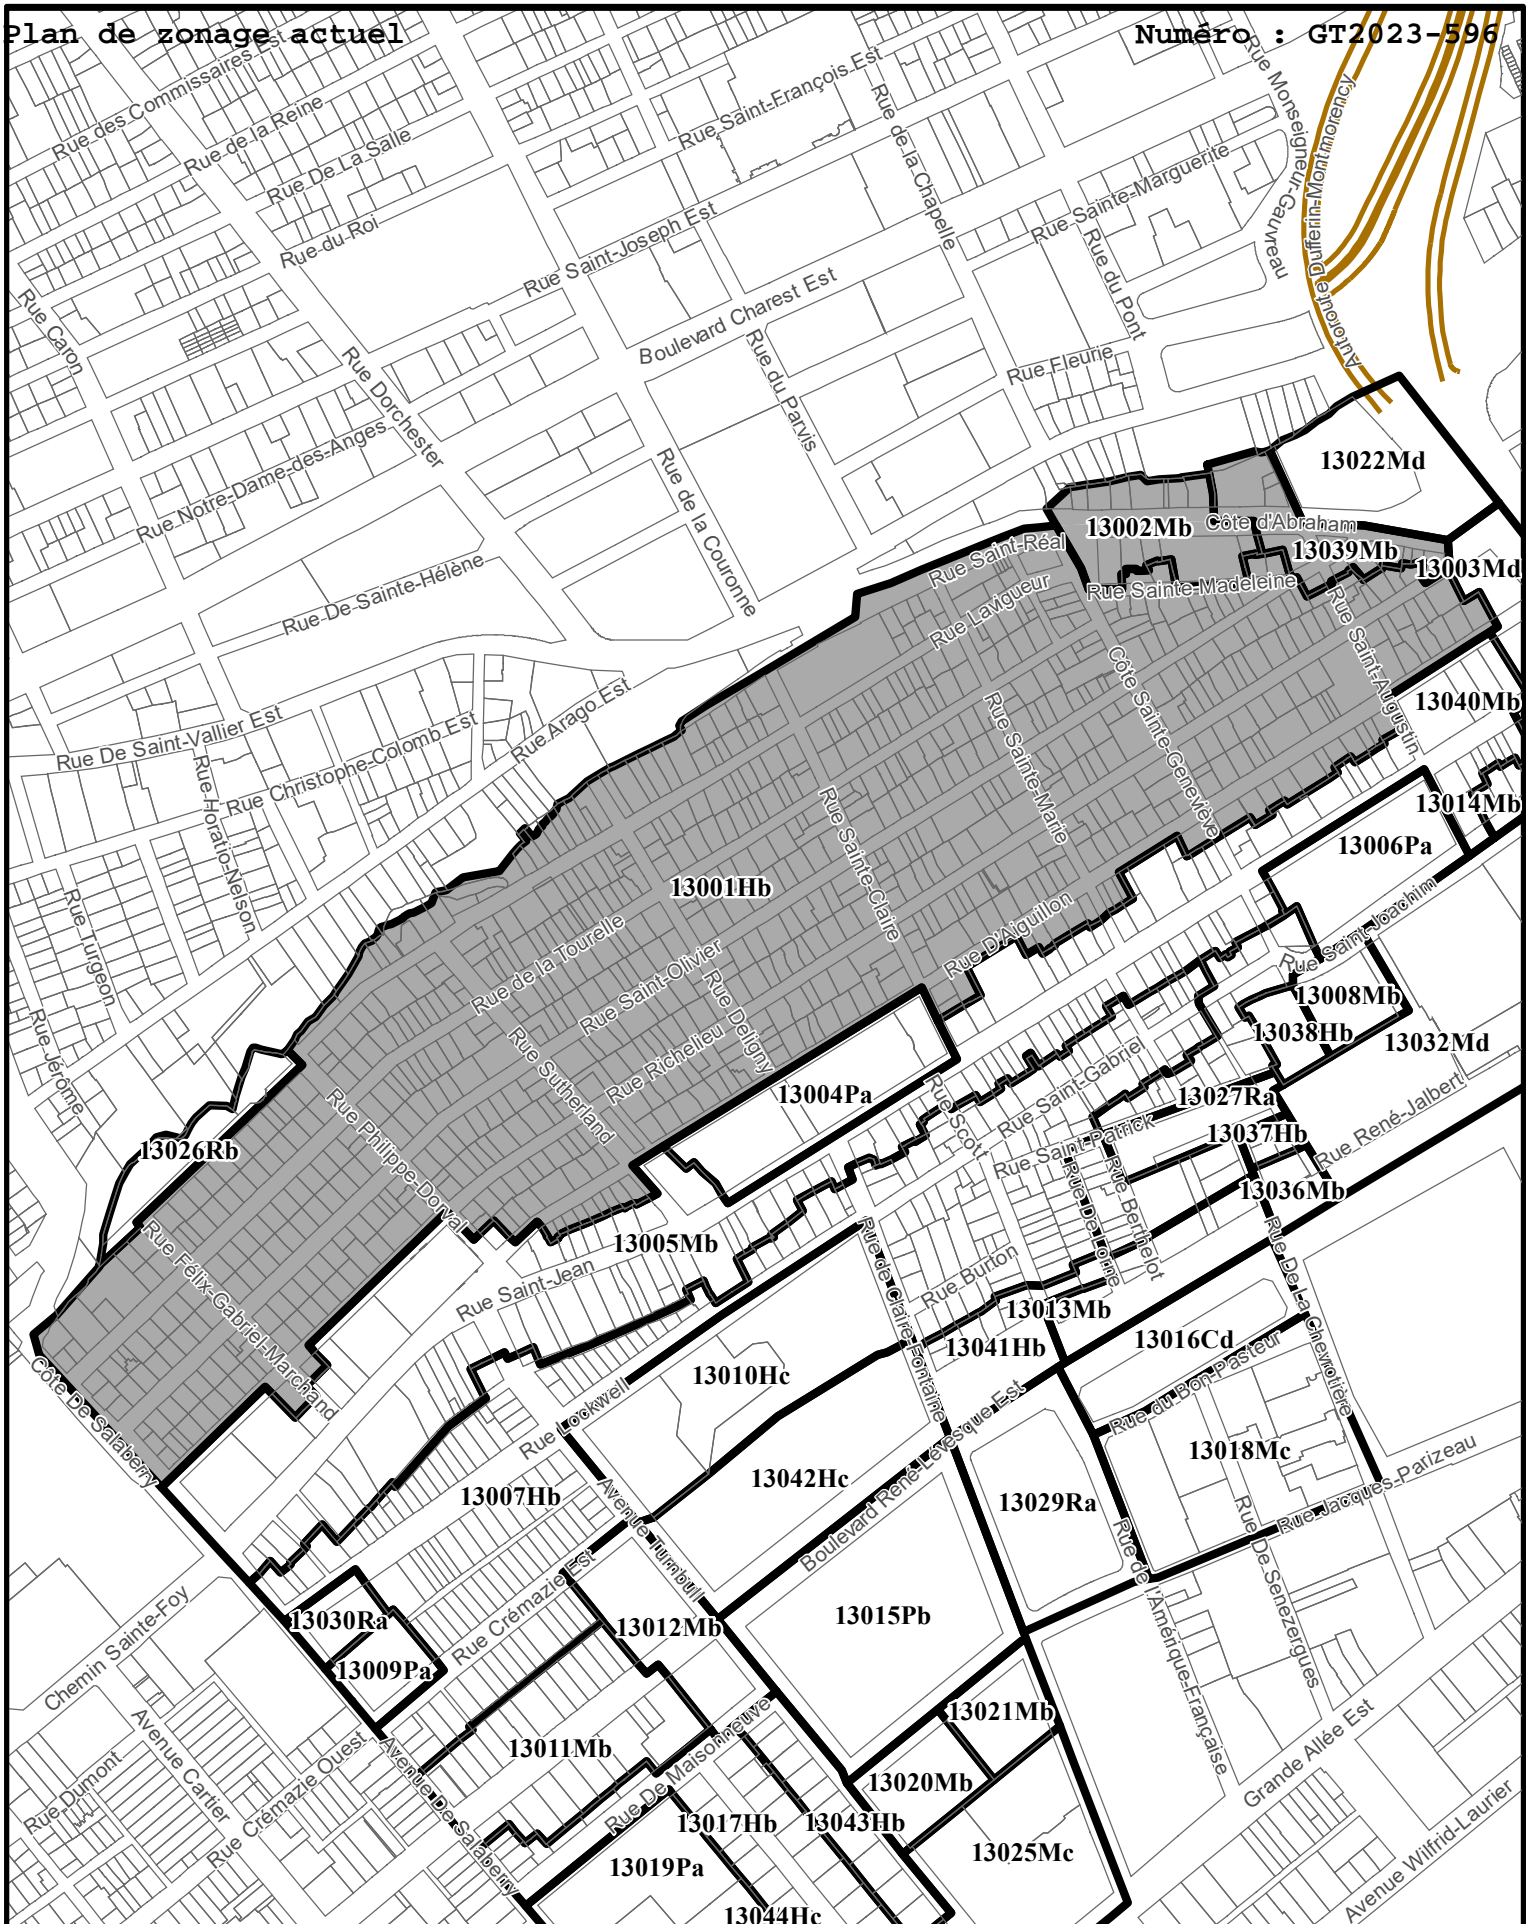 Plan de zonage actuel
Numéro : GT2023-596
Rue des Commissaires Est
Rue de la Reine
Rue De La Salle
Rue du Roi
Rue Saint-François Est
Rue de la Chapelle
Rue Monseigneur-Gauvreau
Autoroute Dufferin-Montmorency
Rue Sainte-Marguerite
Rue Saint-Joseph Est
Rue du Pont
Boulevard Charest Est
Rue Caron
Rue Dorchester
Rue du Parvis
Rue Fleurie
Rue Notre-Dame-des-Anges
Rue de la Couronne
13022Md
13002Mb
Côte d'Abraham
13039Mb
13003Md
Rue Saint-Réal
Rue Sainte-Madeleine
Rue De Sainte-Hélène
Rue Lavigueur
Rue Saint-Augustin
Côte Sainte-Geneviève
13040Mb
Rue De Saint-Vallier Est
Rue Arago Est
Rue Christophe-Colomb Est
Rue Horatio-Nelson
Rue Sainte-Marie
Rue Sainte-Claire
13014Mb
13006Pa
13001Hb
Rue Turgeon
Rue de la Tourelle
Rue Saint-Olivier
Rue D'Aiguillon
Rue Deligny
Rue Saint-Joachim
13008Mb
13038Hb
13032Md
Rue Jérôme
Rue Sutherland
Rue Richelieu
13004Pa
Rue Scott
Rue Saint-Gabriel
13027Ra
Rue René-Jalbert
Rue Philippe-Dorval
13026Rb
Rue Saint-Patrick
13037Hb
13036Mb
Rue De Lorne
Rue Berthelot
Rue Félix-Gabriel-Marchand
13005Mb
Rue Saint-Jean
Rue de Claire-Fontaine
Rue Burton
13013Mb
Rue De La Chevrotière
13041Hb
13016Cd
13010Hc
Rue du Bon-Pasteur
Côte De Salaberry
Rue Lockwell
13042Hc
Boulevard René-Lévesque Est
13018Mc
13007Hb
13029Ra
Rue Jacques-Parizeau
Avenue Turnbull
Rue de l'Amérique-Française
Rue De Senezergues
Chemin Sainte-Foy
Rue Crémazie Est
13030Ra
13012Mb
13015Pb
13009Pa
13021Mb
Avenue Cartier
13011Mb
Rue De Maisonneuve
13020Mb
Grande Allée Est
Rue Dumont
Rue Crémazie Ouest
Avenue De Salaberry
13017Hb
13043Hb
13025Mc
13019Pa
Avenue Wilfrid-Laurier
13044Hc